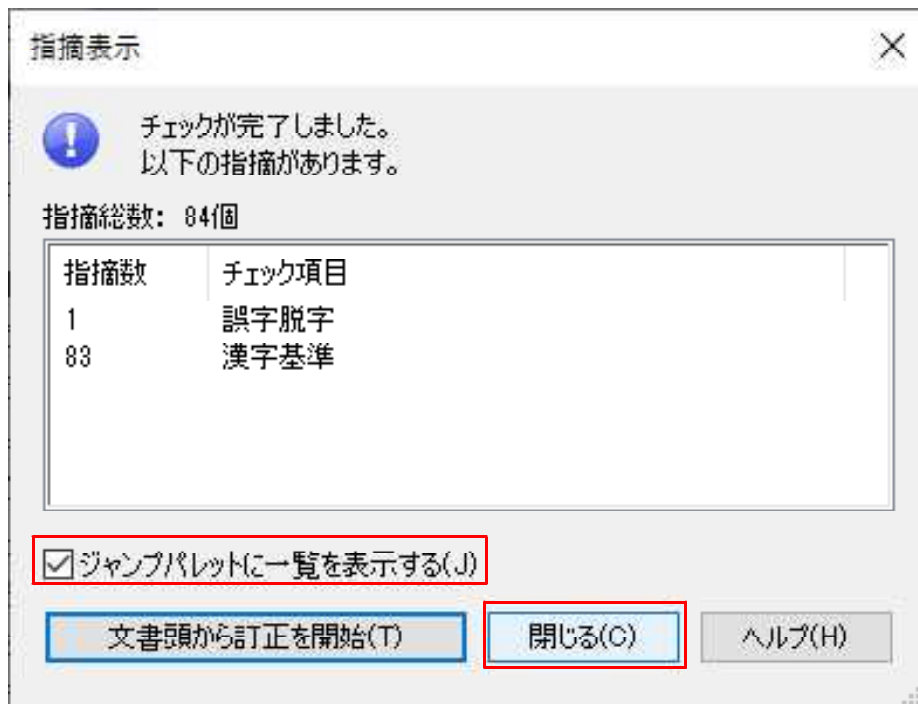 指摘表示
チェックが完了しました。
以下の指摘があります。
指摘総数: 84個
指摘数 チェック項目
1 誤字脱字
83 漢字基準
ジャンプパレットに一覧を表示する(J)
文書頭から訂正を開始(T) 閉じる(C) ヘルプ(H)